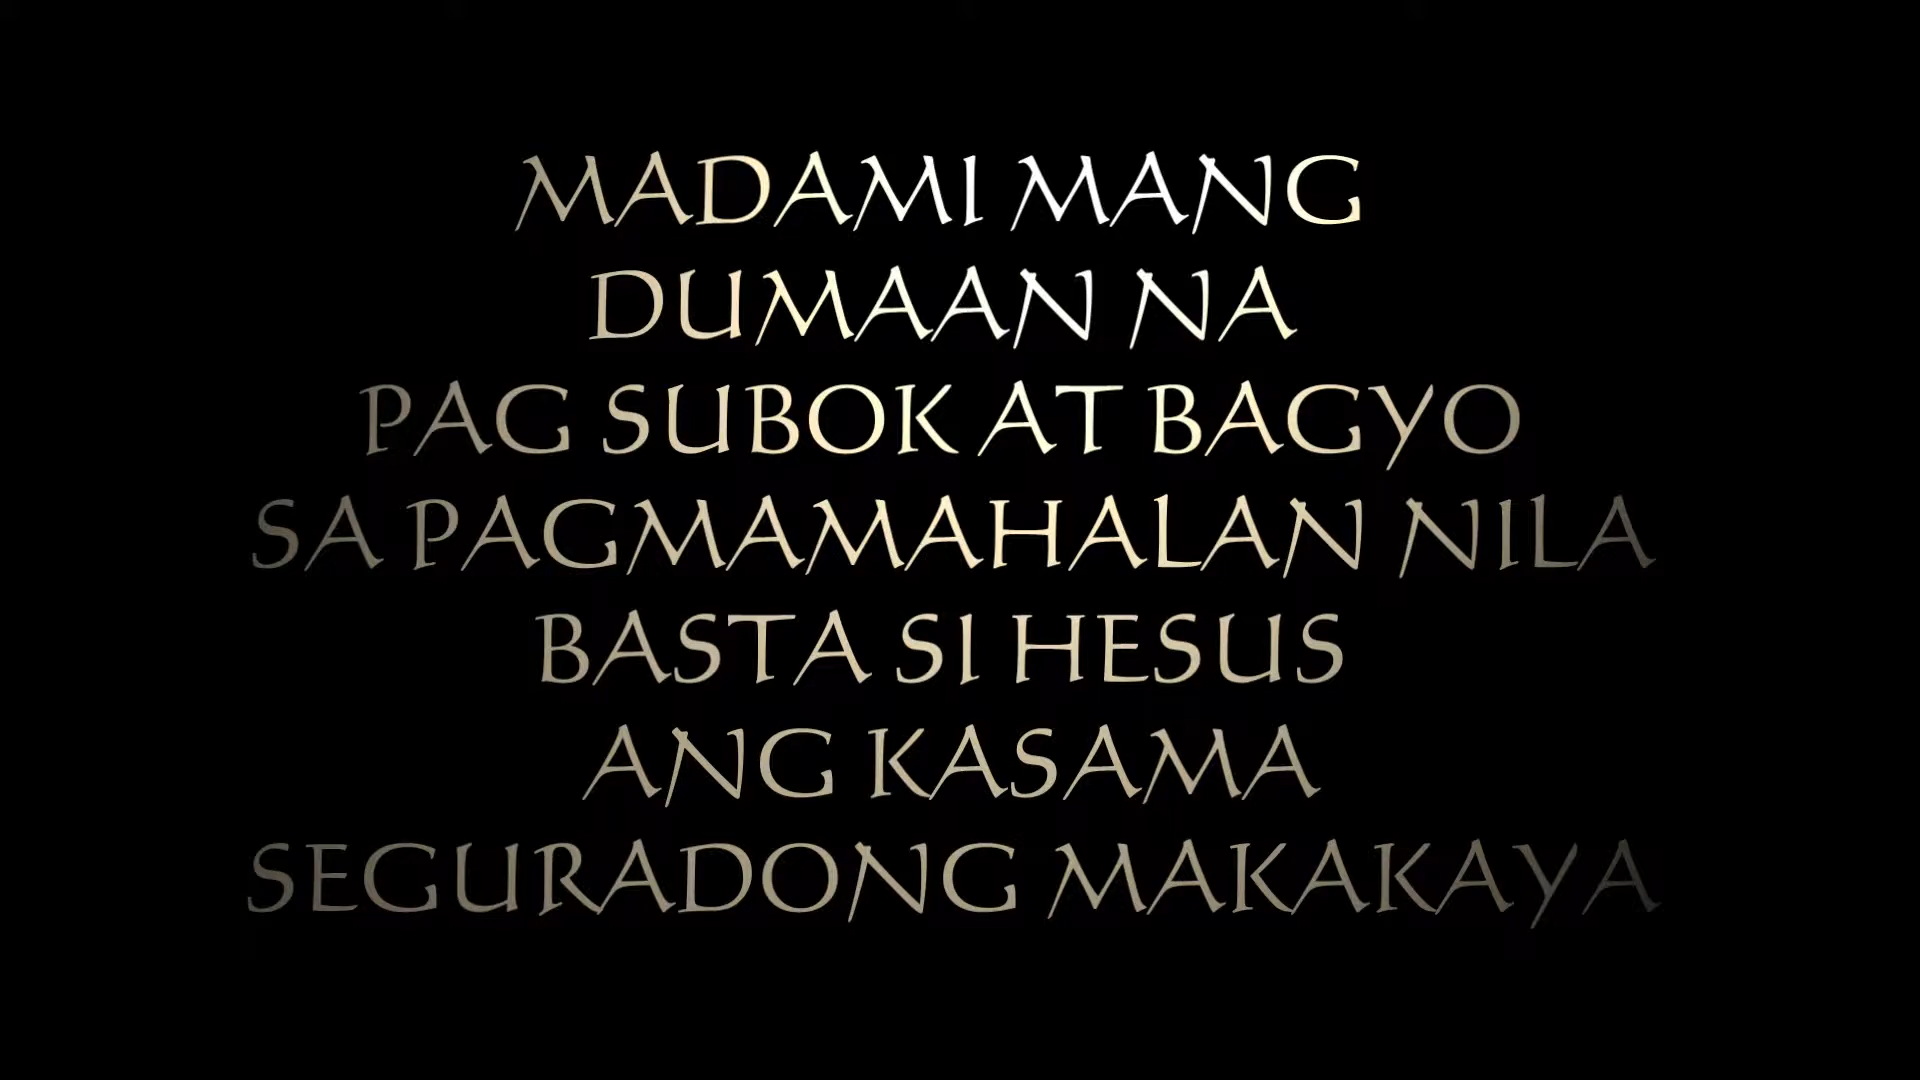 MADAMI MANG
DUMAAN NA
PAG SUBOK AT BAGYO
SA PAGMAMAHALAN NILA
BASTA SI HESUS
ANG KASAMA
SEGURADONG MAKAKAYA